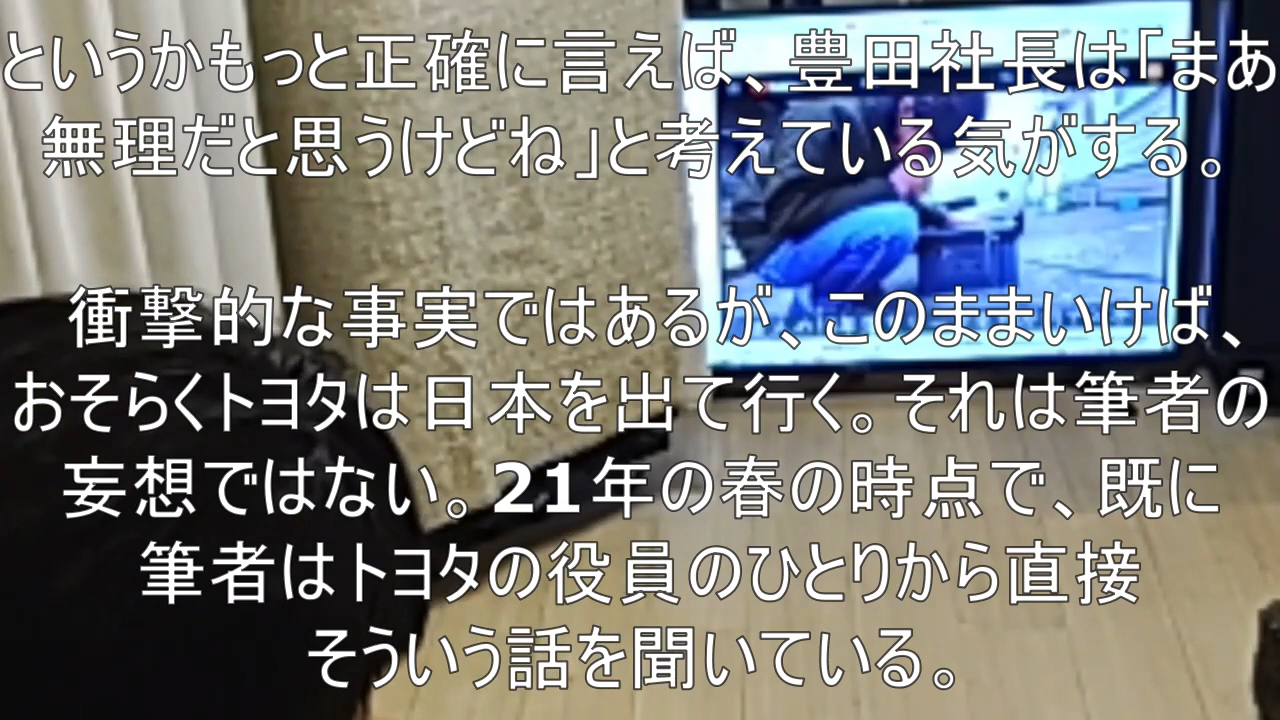 というかもっと正確に言えば、豊田社長は「まあ
無理だと思うけどね」と考えている気がする。
衝撃的な事実ではあるが、このままいけば、
おそらくトヨタは日本を出て行く。それは筆者の
妄想ではない。21年の春の時点で、既に
筆者はトヨタの役員のひとりから直接
そういう話を聞いている。